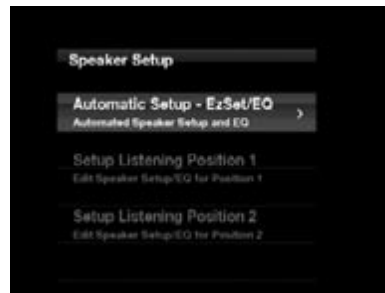 Speaker Setup
Automatic Setup - EzSet/EQ
Automated Speaker Setup and EQ
Setup Listening Position 1
Edit Speaker Setup/EQ for Position 1
Setup Listening Position 2
Edit Speaker Setup/EQ for Position 2